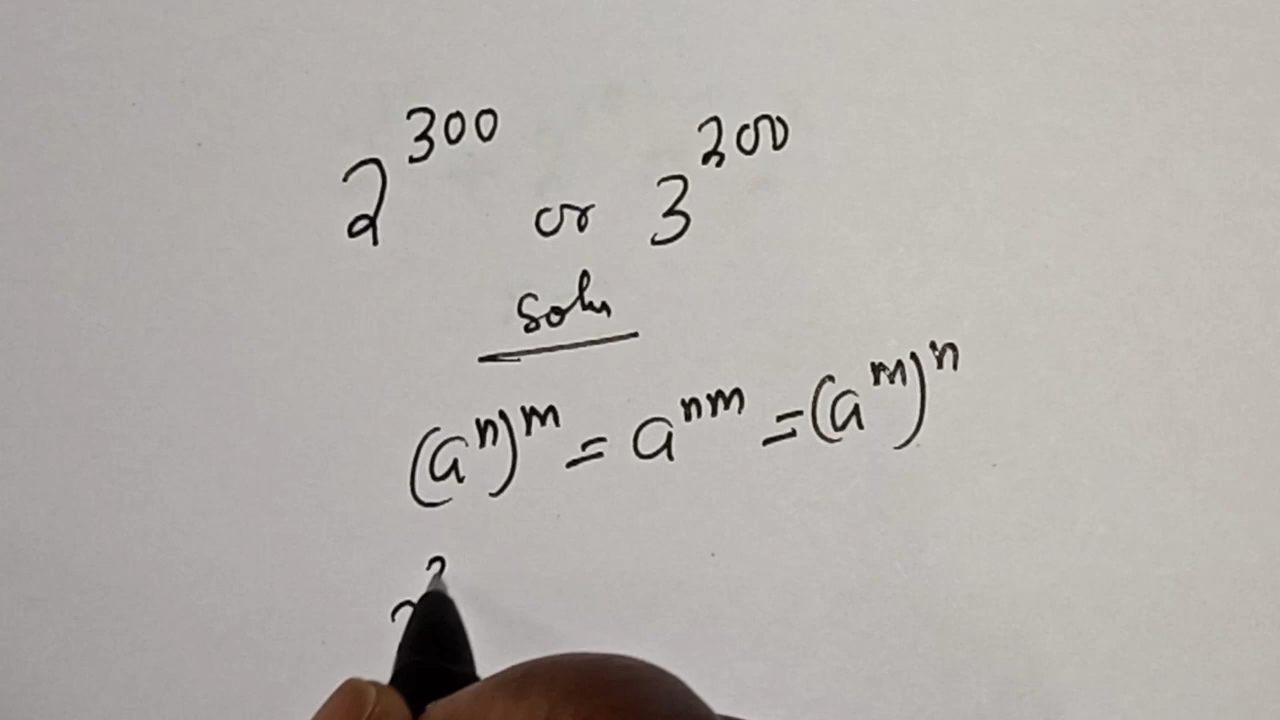 2^300 or 3^200
Soln
(a^n)^m = a^nm = (a^m)^n